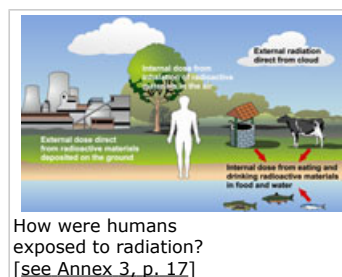 Internal dose from
inhalation of radioactive
materials in the air
External radiation
direct from cloud
External dose direct
from radioactive materials
deposited on the ground
Internal dose from eating and
drinking radioactive materials
in food and water
How were humans
exposed to radiation?
[see Annex 3, p. 17]